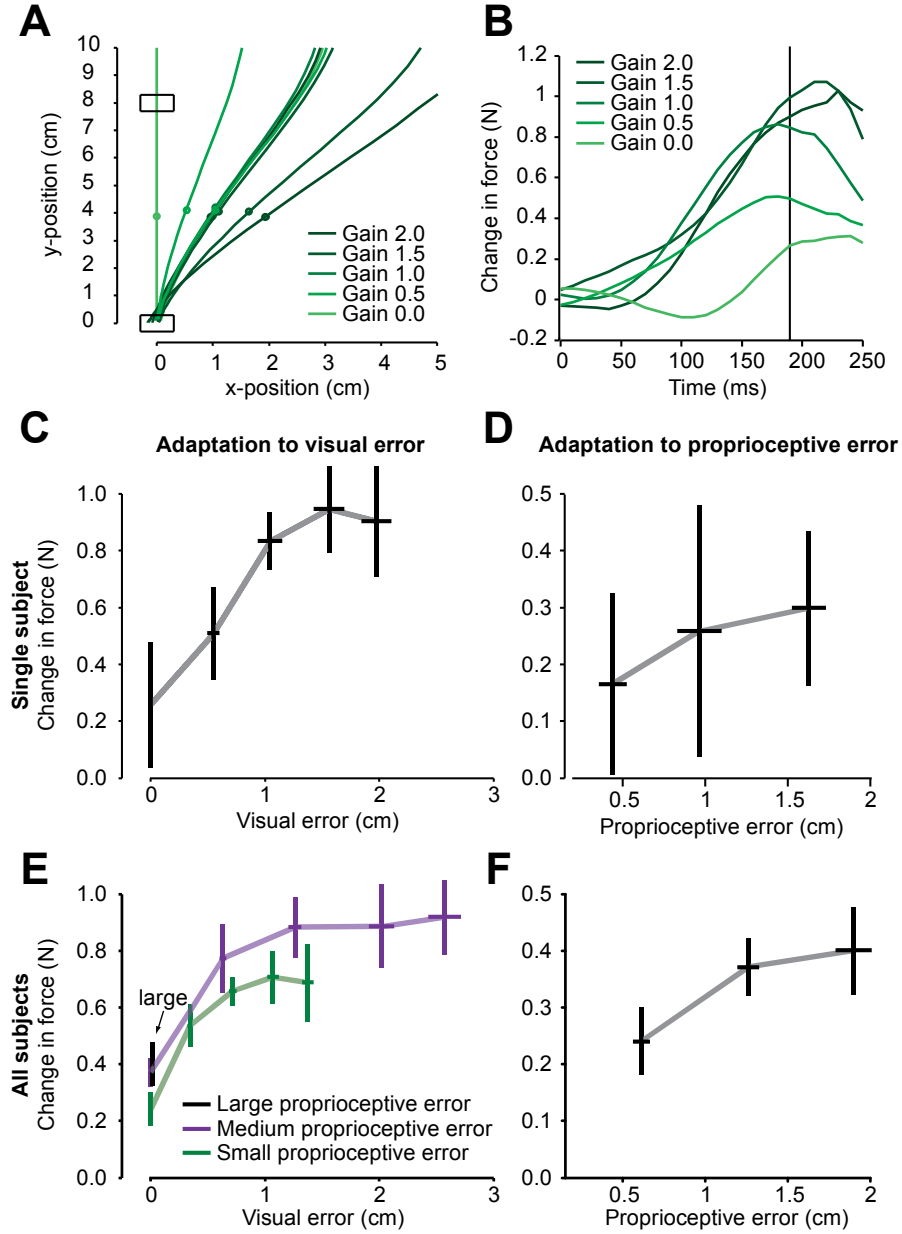 A
10
9
8
7
6
5
4
3
2
1
0
y-position (cm)
0 1 2 3 4 5
x-position (cm)
Gain 2.0
Gain 1.5
Gain 1.0
Gain 0.5
Gain 0.0
B
1.2
1
0.8
0.6
0.4
0.2
0
-0.2
Change in force (N)
0 50 100 150 200 250
Time (ms)
Gain 2.0
Gain 1.5
Gain 1.0
Gain 0.5
Gain 0.0
C
Adaptation to visual error
1.0
0.8
0.6
0.4
0.2
0.0
Single subject
Change in force (N)
0 1 2 3
Visual error (cm)
D
Adaptation to proprioceptive error
0.5
0.4
0.3
0.2
0.1
0.0
0.5 1 1.5 2
Proprioceptive error (cm)
E
1.0
0.8
0.6
0.4
0.2
0.0
All subjects
Change in force (N)
large
Large proprioceptive error
Medium proprioceptive error
Small proprioceptive error
0 1 2 3
Visual error (cm)
F
0.5
0.4
0.3
0.2
0.1
0.0
0.5 1 1.5 2
Proprioceptive error (cm)